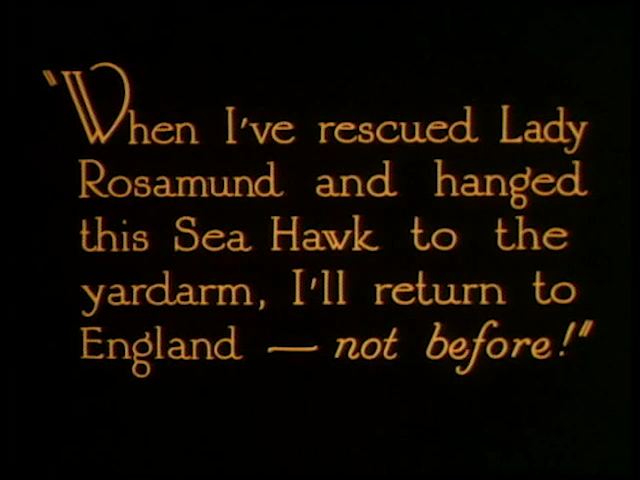 "When I've rescued Lady
Rosamund and hanged
this Sea Hawk to the
yardarm, I'll return to
England — not before!"